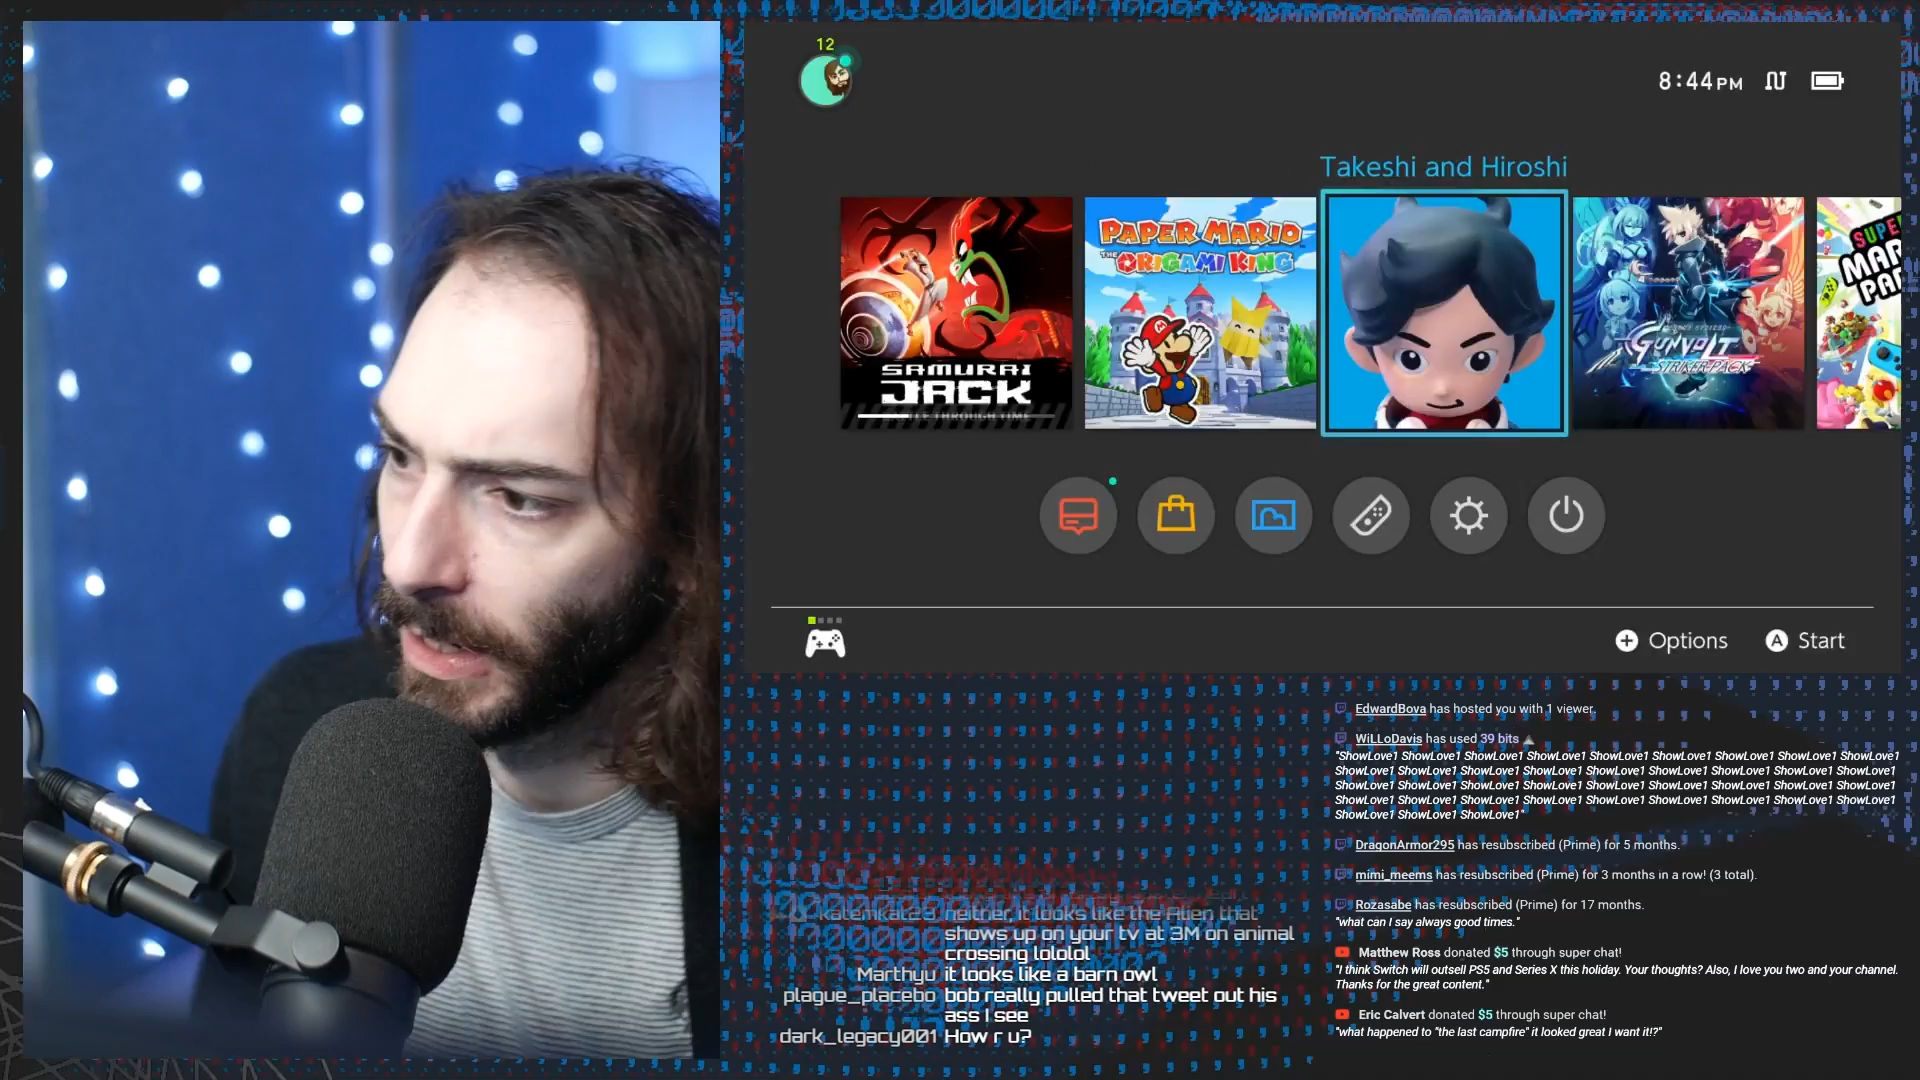 12
8:44 PM
Takeshi and Hiroshi
SAMURAI
JACK
PAPER MARIO
THE ORIGAMI KING
GUNVOLT
STRIKER PACK
SUPE
MAR
PA
Options
A Start
EdwardBova has hosted you with 1 viewer.
WiLLoDavis has used 39 bits
"ShowLove1 ShowLove1 ShowLove1 ShowLove1 ShowLove1 ShowLove1 ShowLove1 ShowLove1 ShowLove1
ShowLove1 ShowLove1 ShowLove1 ShowLove1 ShowLove1 ShowLove1 ShowLove1 ShowLove1 ShowLove1
ShowLove1 ShowLove1 ShowLove1 ShowLove1 ShowLove1 ShowLove1 ShowLove1 ShowLove1 ShowLove1
ShowLove1 ShowLove1 ShowLove1 ShowLove1 ShowLove1 ShowLove1 ShowLove1 ShowLove1 ShowLove1
ShowLove1 ShowLove1 ShowLove1"
DragonArmor295 has resubscribed (Prime) for 5 months.
mimi_meems has resubscribed (Prime) for 3 months in a row! (3 total).
Rozasabe has resubscribed (Prime) for 17 months.
"what can I say always good times."
Matthew Ross donated $5 through super chat!
"I think Switch will outsell PS5 and Series X this holiday. Your thoughts? Also, I love you two and your channel.
Thanks for the great content."
Eric Calvert donated $5 through super chat!
"what happened to "the last campfire" it looked great I want it!?"
katemkat23 neither, it looks like the Alien that
shows up on your tv at 3M on animal
crossing lololol
Marthyu it looks like a barn owl
plague_placebo bob really pulled that tweet out his
ass I see
dark_legacy001 How r u?